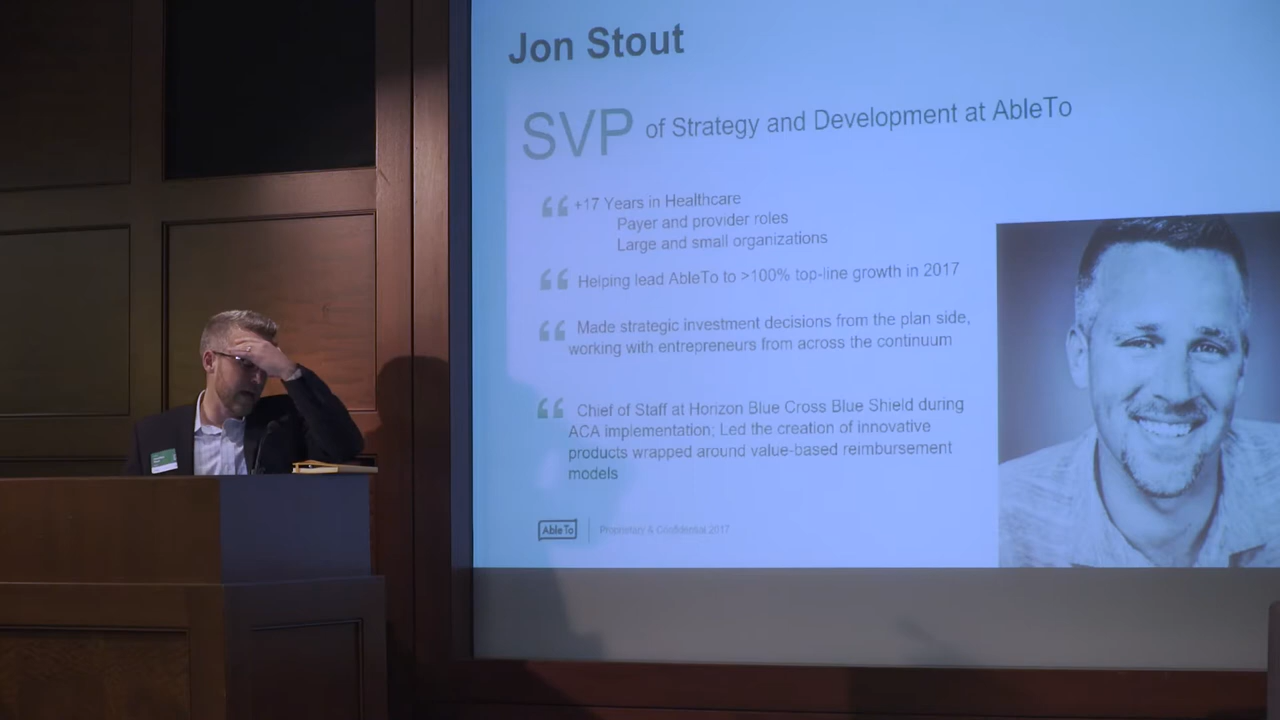 Jon Stout
SVP of Strategy and Development at AbleTo
+17 Years in Healthcare
Payer and provider roles
Large and small organizations
Helping lead AbleTo to >100% top-line growth in 2017
Made strategic investment decisions from the plan side,
working with entrepreneurs from across the continuum
Chief of Staff at Horizon Blue Cross Blue Shield during
ACA implementation; Led the creation of innovative
products wrapped around value-based reimbursement
models
AbleTo
Proprietary & Confidential 2017